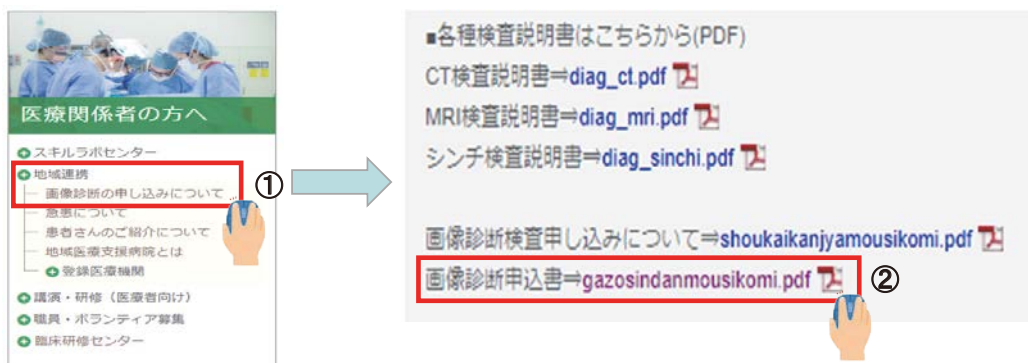 医療関係者の方へ
スキルラボセンター
地域連携
画像診断の申し込みについて
急患について
患者さんのご紹介について
地域医療支援病院とは
登録医療機関
講演・研修（医療者向け）
職員・ボランティア募集
臨床研修センター
①
■各種検査説明書はこちらから(PDF)
CT検査説明書⇒diag_ct.pdf
MRI検査説明書⇒diag_mri.pdf
シンチ検査説明書⇒diag_sinchi.pdf
画像診断検査申し込みについて⇒shoukaikanjyamousikomi.pdf
画像診断申込書⇒gazosindanmousikomi.pdf
②